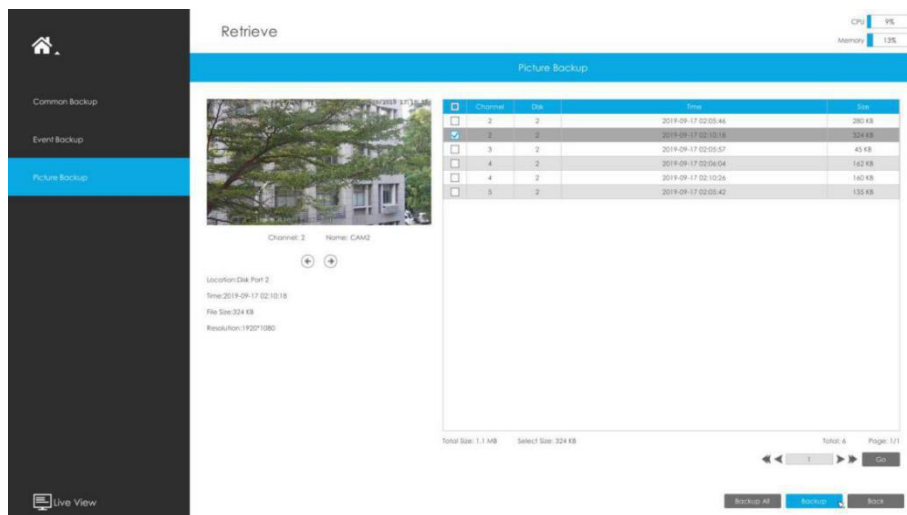 Retrieve
CPU 9%
Memory 13%
Picture Backup
Common Backup
Event Backup
Picture Backup
Channel Disk Time Size
2 2 2019-09-17 02:05:46 280 KB
2 2 2019-09-17 02:10:18 324 KB
3 2 2019-09-17 02:05:57 45 KB
4 2 2019-09-17 02:06:04 162 KB
4 2 2019-09-17 02:10:26 160 KB
5 2 2019-09-17 02:05:42 135 KB
Channel: 2 Name: CAM2
Location:Disk Port 2
Time:2019-09-17 02:10:18
File Size:324 KB
Resolution:1920*1080
Total Size: 1.1 MB Select Size: 324 KB Total: 6 Page: 1/1
1 Go
Live View
Backup All Backup Back